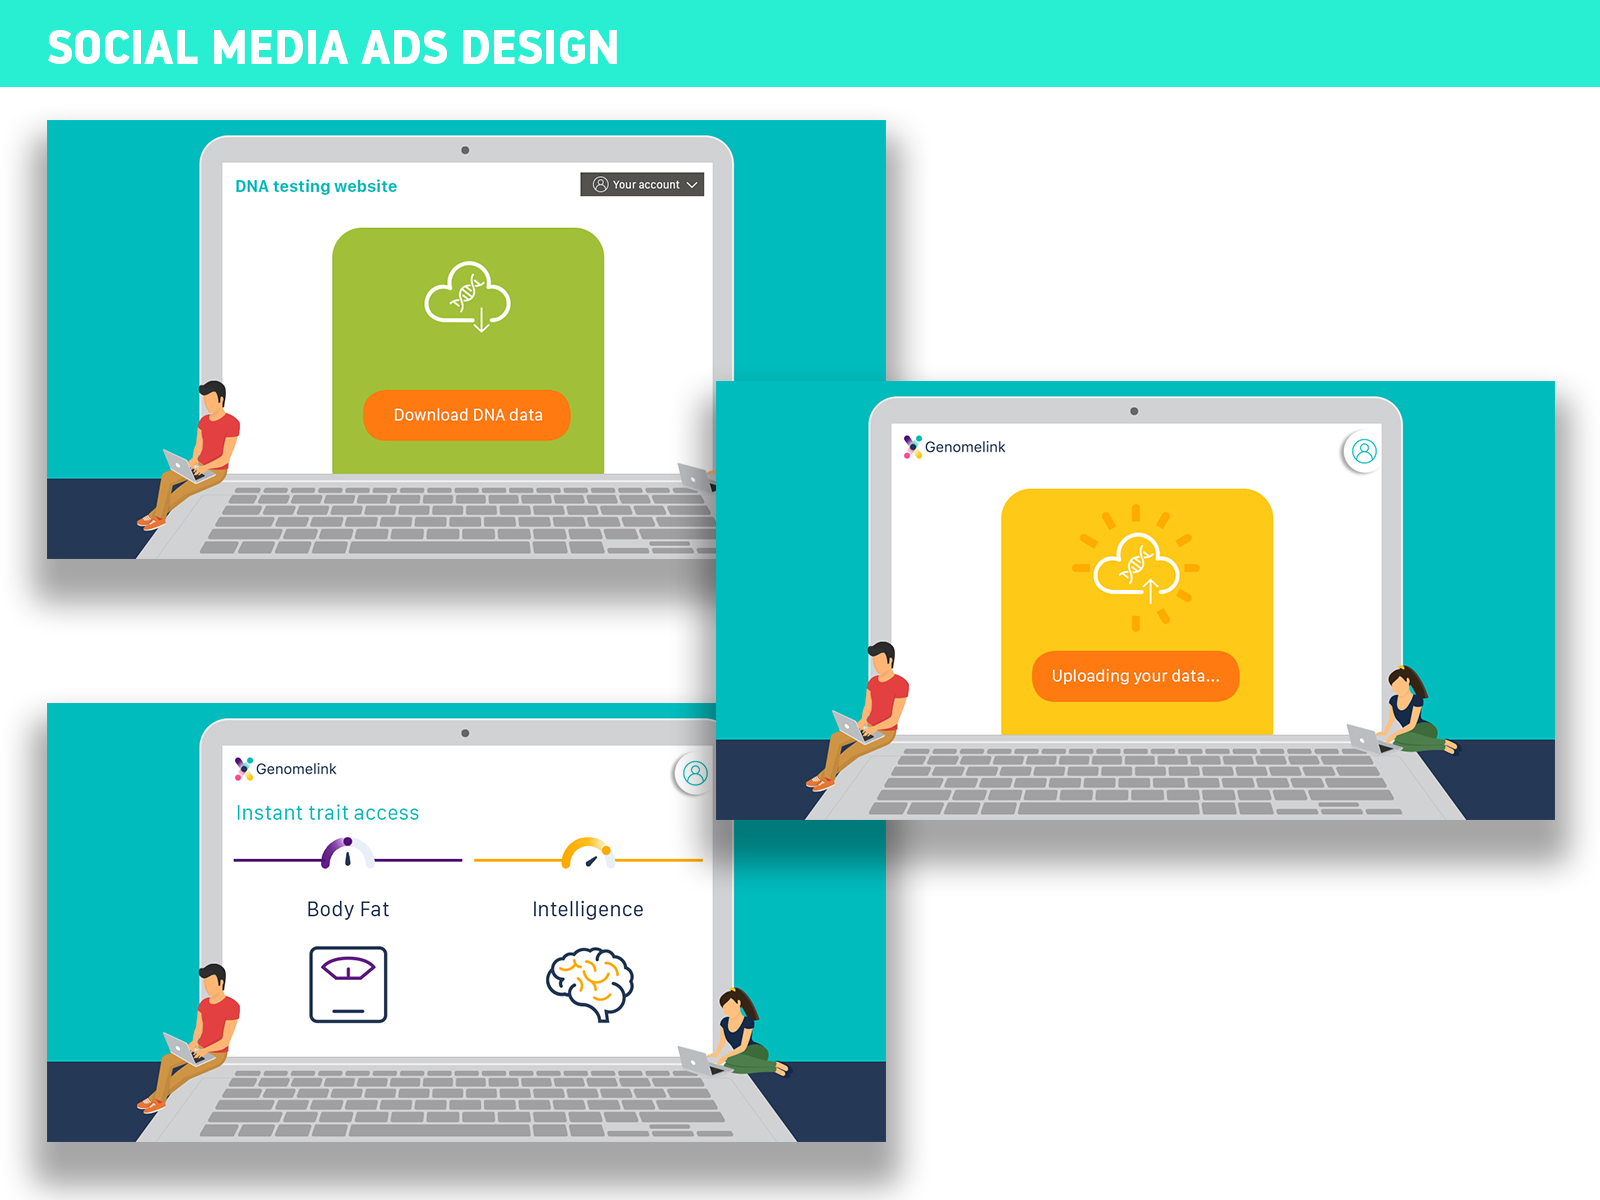 SOCIAL MEDIA ADS DESIGN
DNA testing website
Your account
Download DNA data
Genomelink
Uploading your data...
Genomelink
Instant trait access
Body Fat
Intelligence